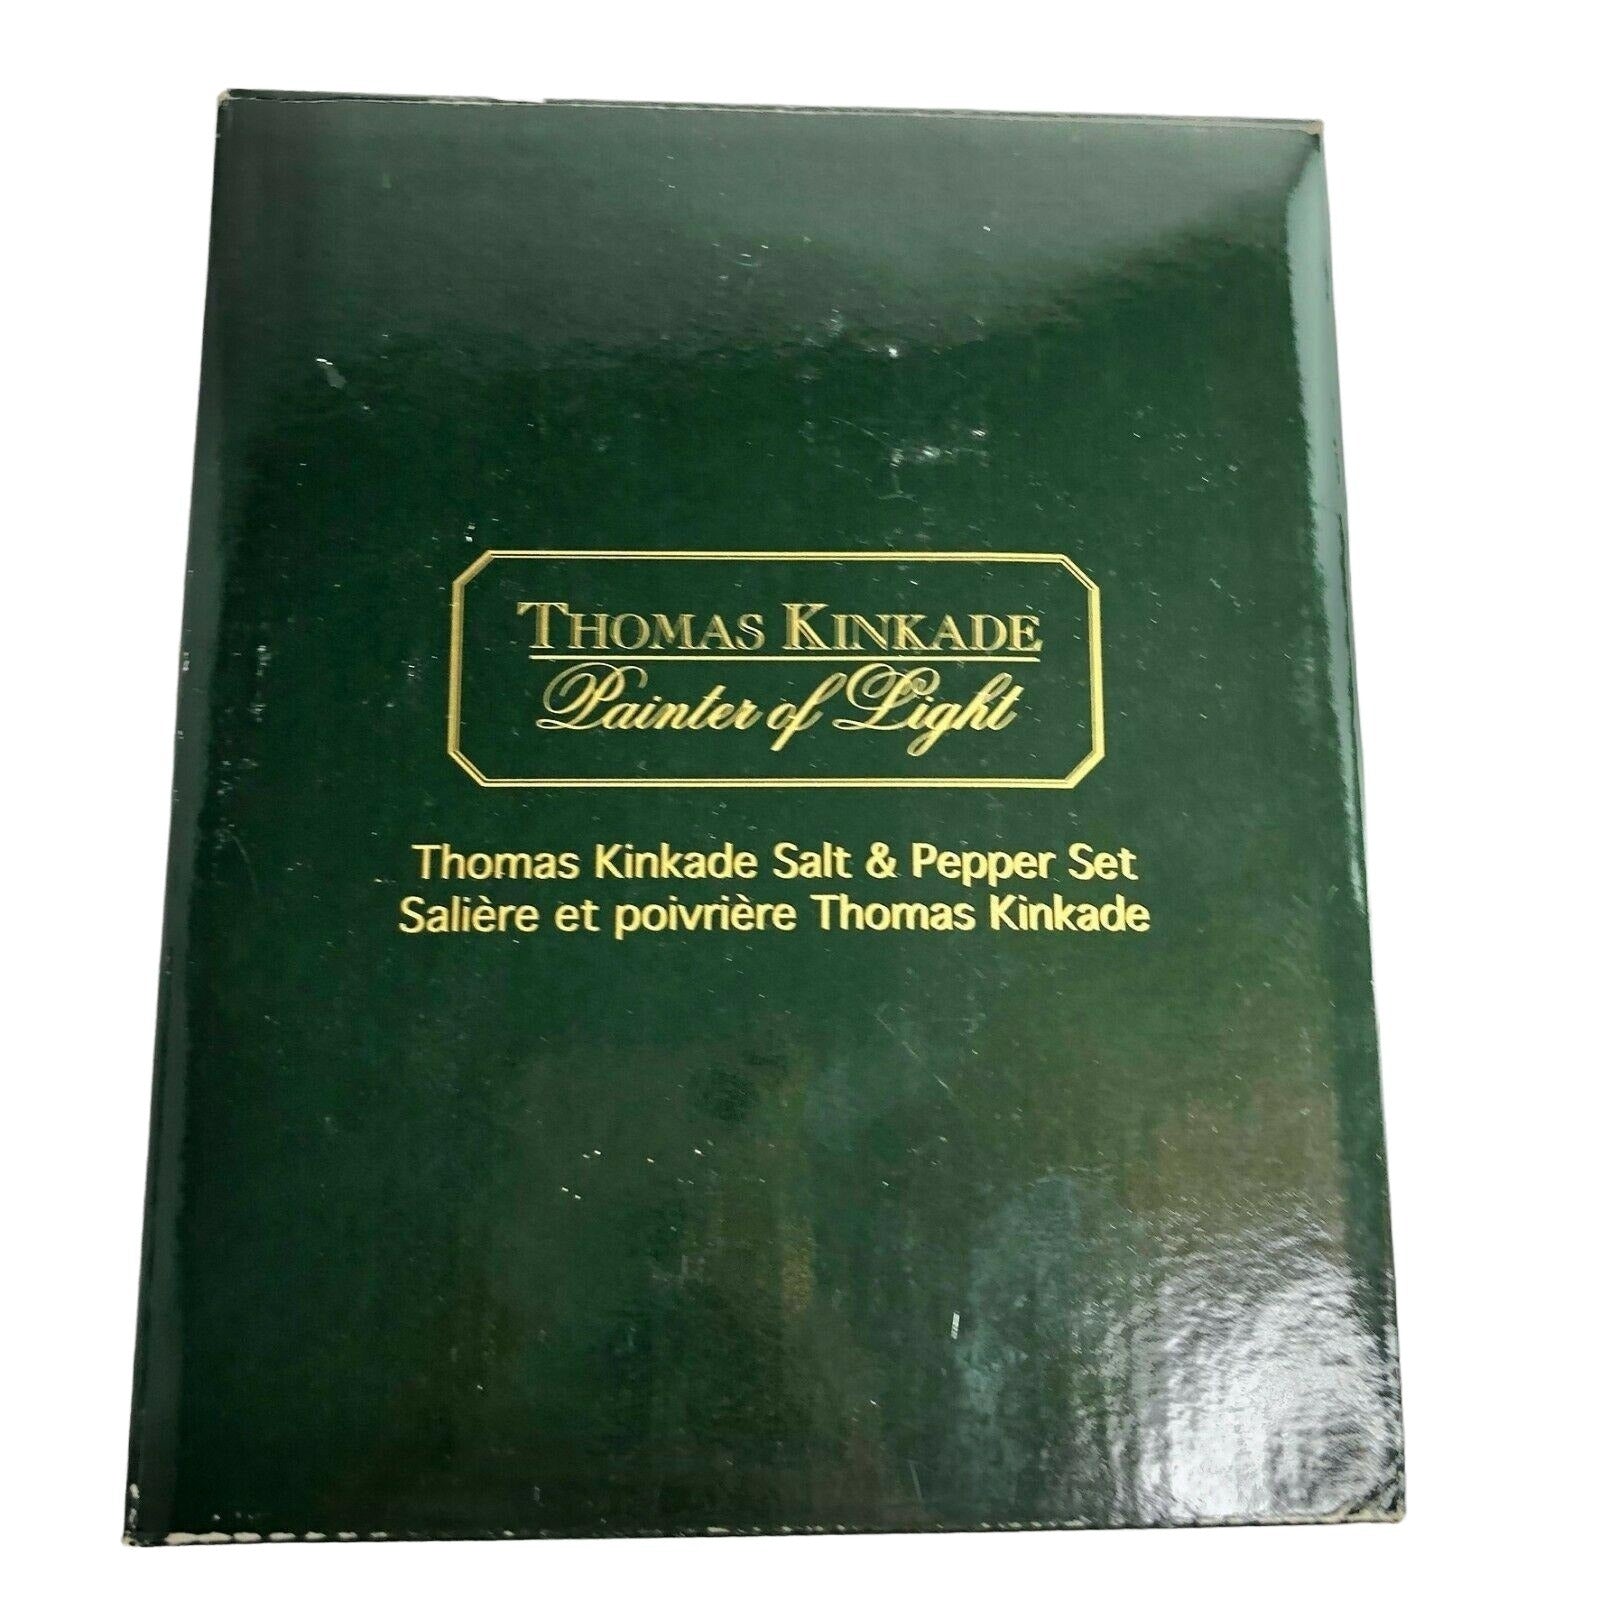 THOMAS KINKADE
Painter of Light
Thomas Kinkade Salt & Pepper Set
Salière et poivrière Thomas Kinkade